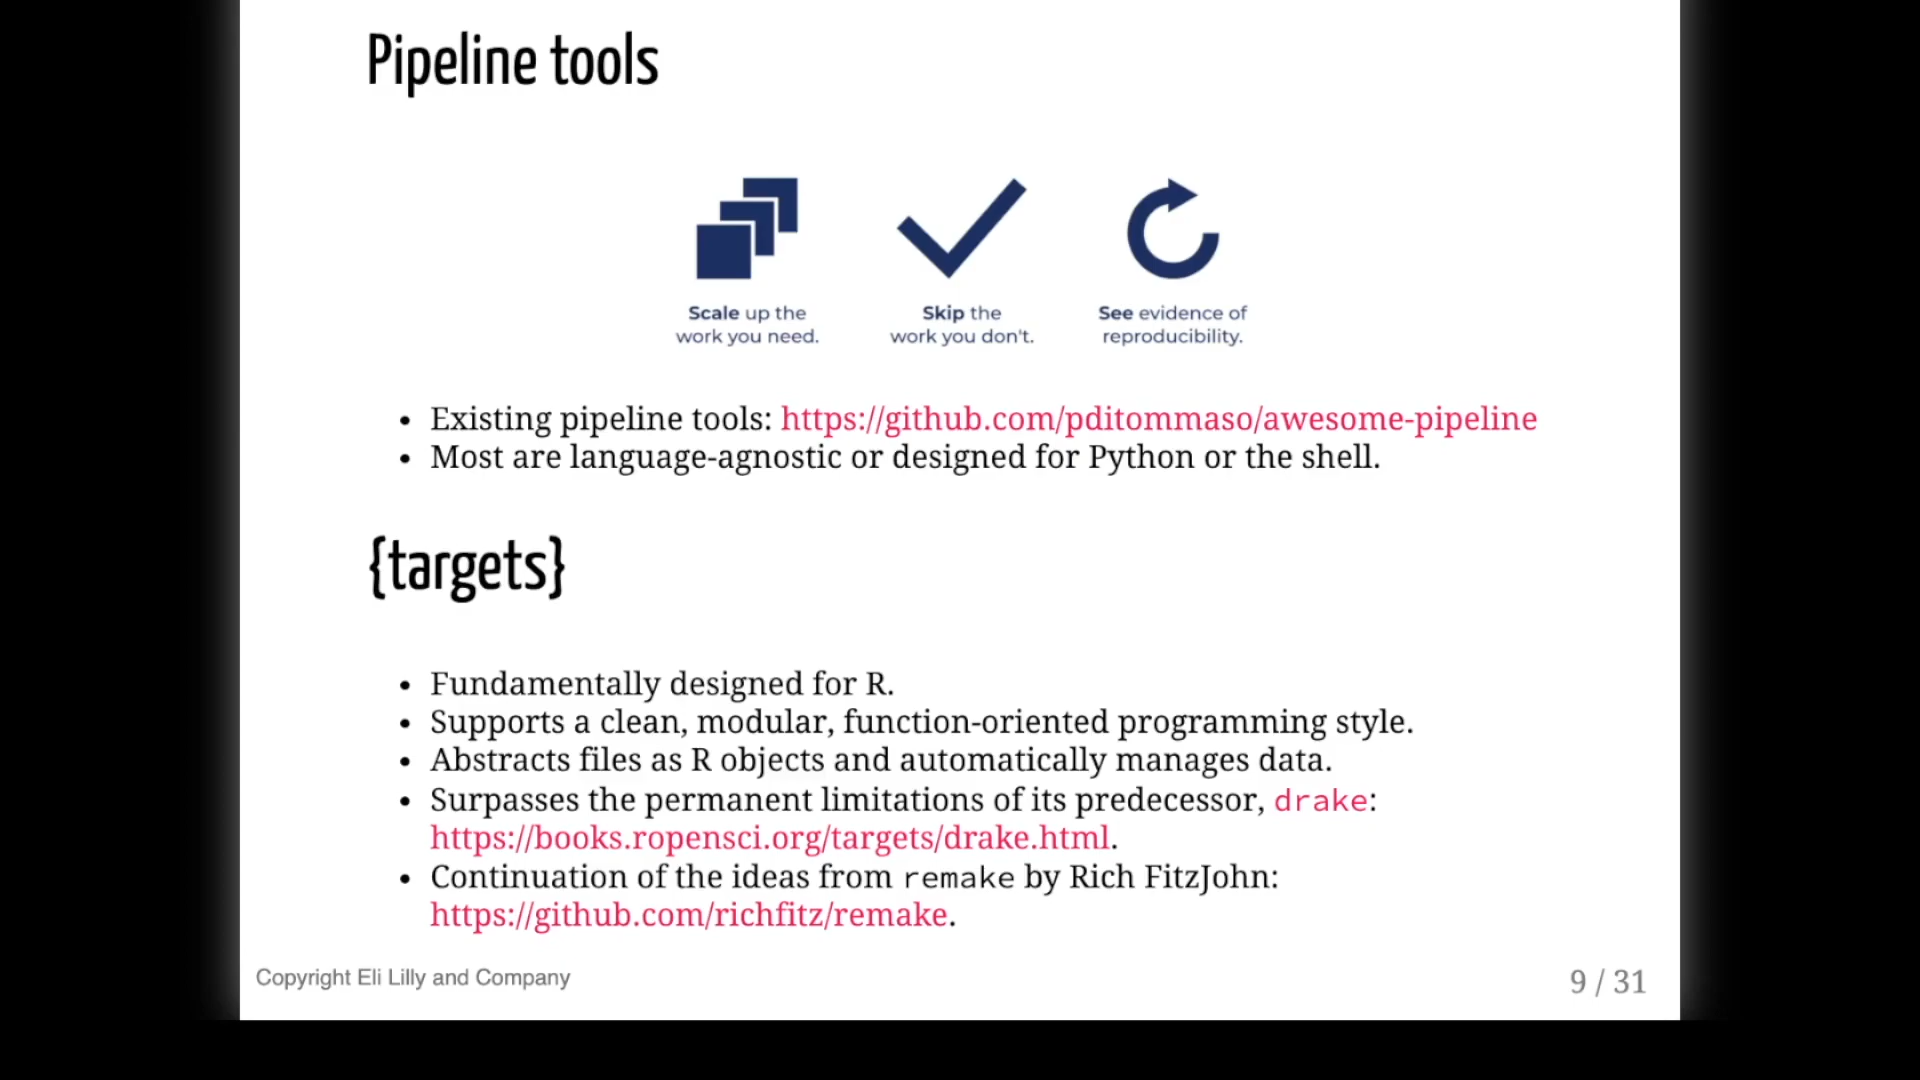 Pipeline tools
Scale up the
work you need.
Skip the
work you don't.
See evidence of
reproducibility.
• Existing pipeline tools: https://github.com/pditommaso/awesome-pipeline
• Most are language-agnostic or designed for Python or the shell.
{targets}
• Fundamentally designed for R.
• Supports a clean, modular, function-oriented programming style.
• Abstracts files as R objects and automatically manages data.
• Surpasses the permanent limitations of its predecessor, drake:
https://books.ropensci.org/targets/drake.html.
• Continuation of the ideas from remake by Rich FitzJohn:
https://github.com/richfitz/remake.
Copyright Eli Lilly and Company
9 / 31